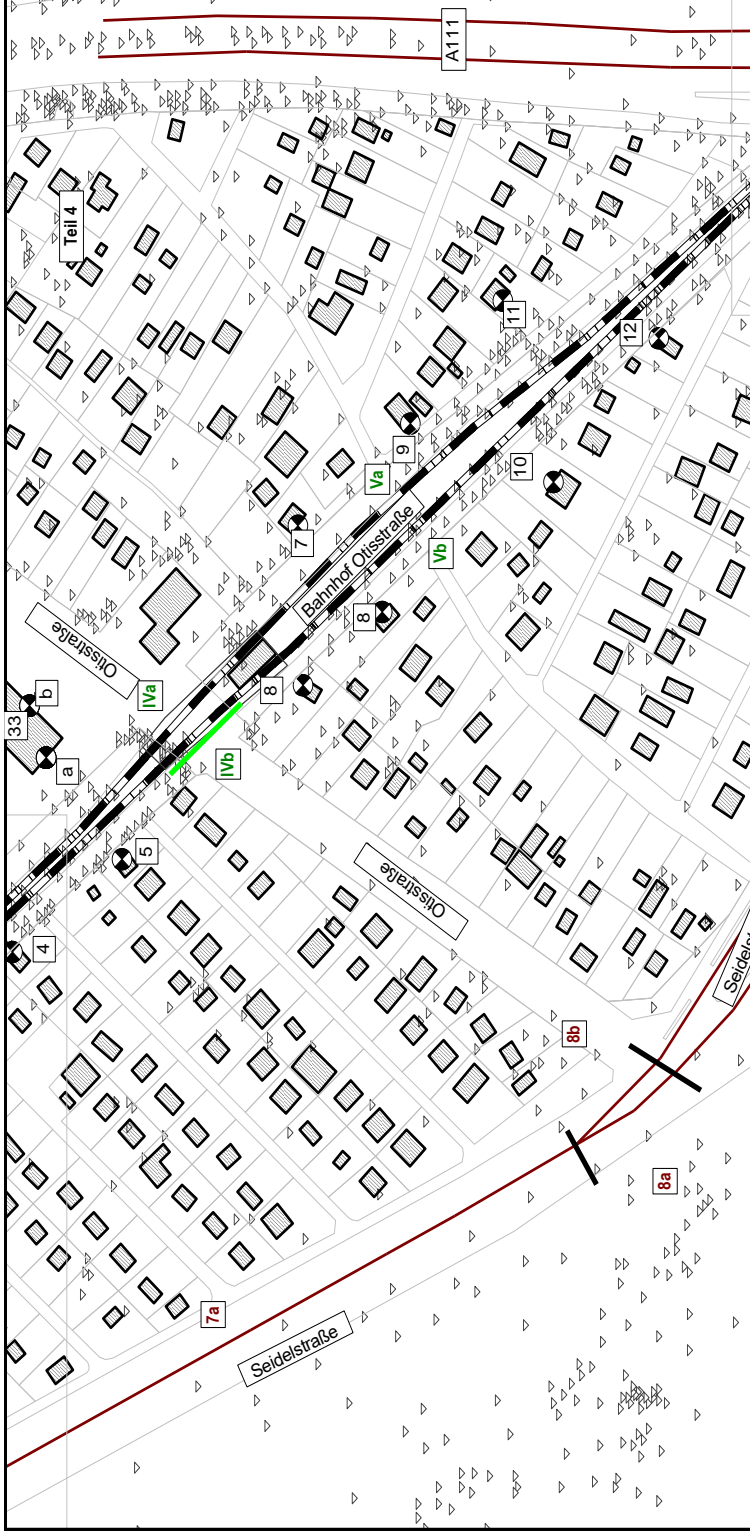 A111
Teil 4
11
12
9
10
Va
7
Bahnhof Otisstraße
Vb
8
Otisstraße
8
IVa
33
b
a
IVb
5
Otisstraße
4
8b
8a
7a
Seidelstraße